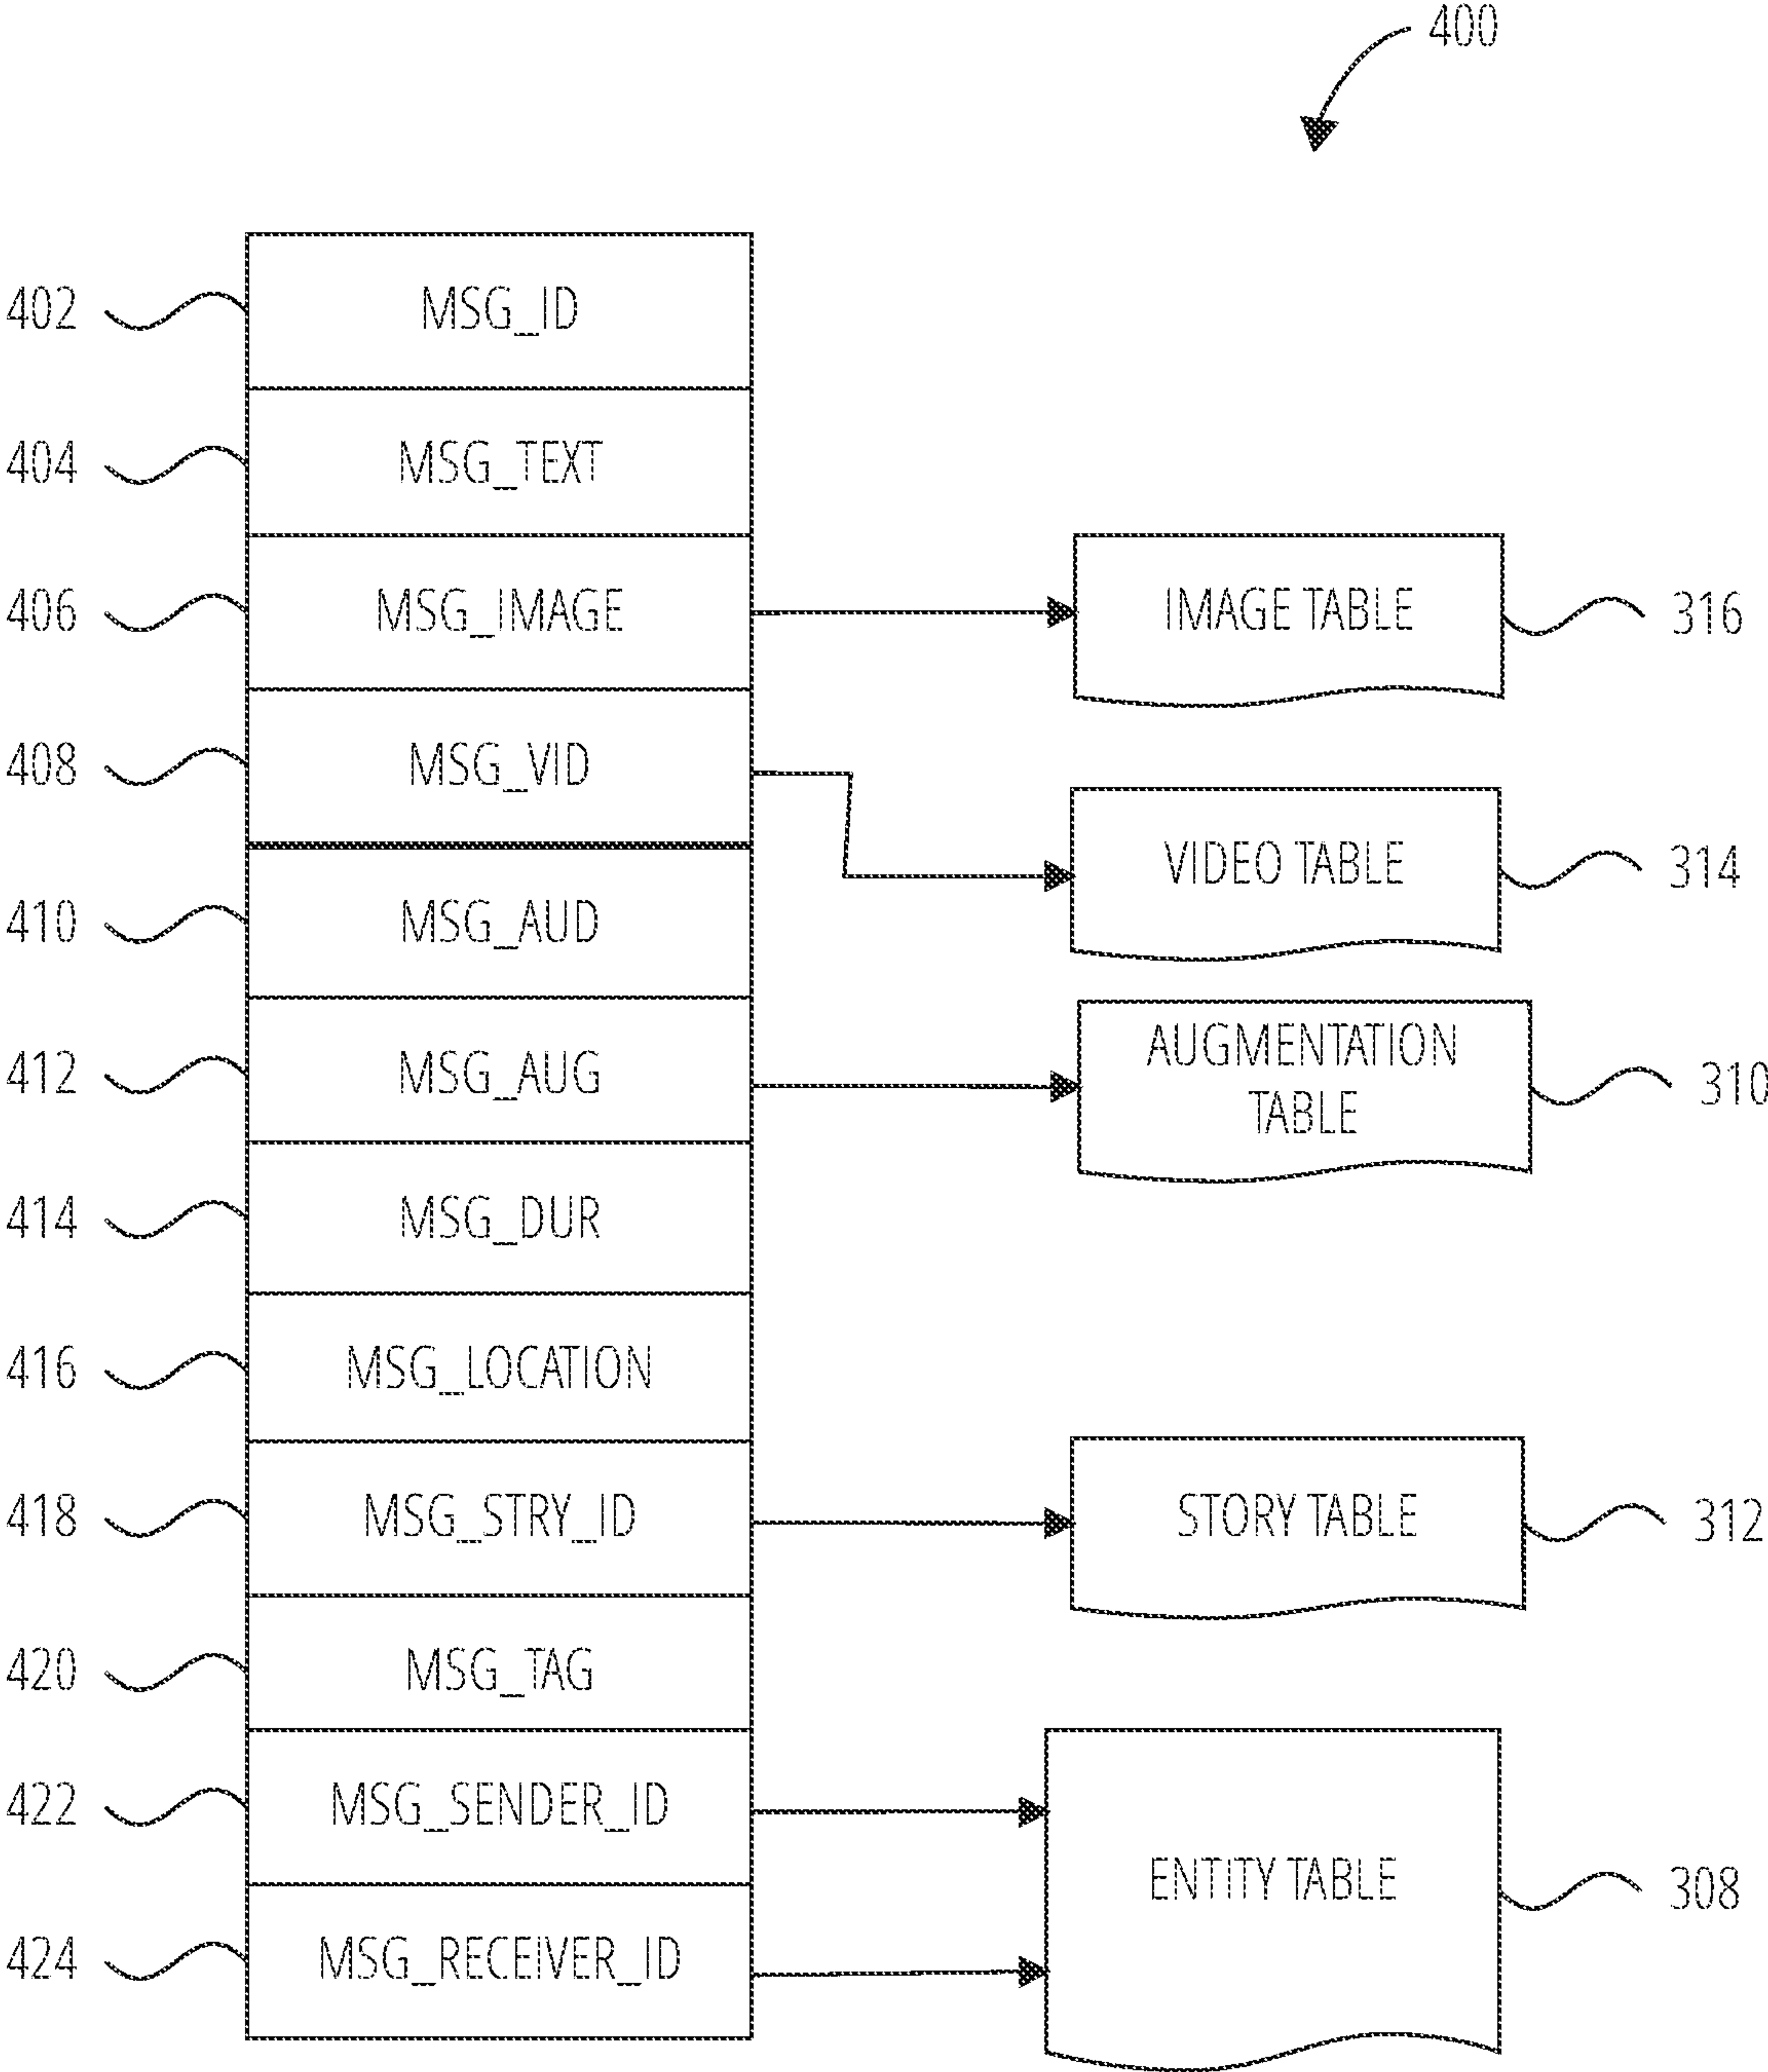 400
402 MSG_ID
404 MSG_TEXT
406 MSG_IMAGE IMAGE TABLE 316
408 MSG_VID
VIDEO TABLE 314
410 MSG_AUD
412 MSG_AUG AUGMENTATION
TABLE 310
414 MSG_DUR
416 MSG_LOCATION
418 MSG_STRY_ID STORY TABLE 312
420 MSG_TAG
422 MSG_SENDER_ID
ENTITY TABLE 308
424 MSG_RECEIVER_ID